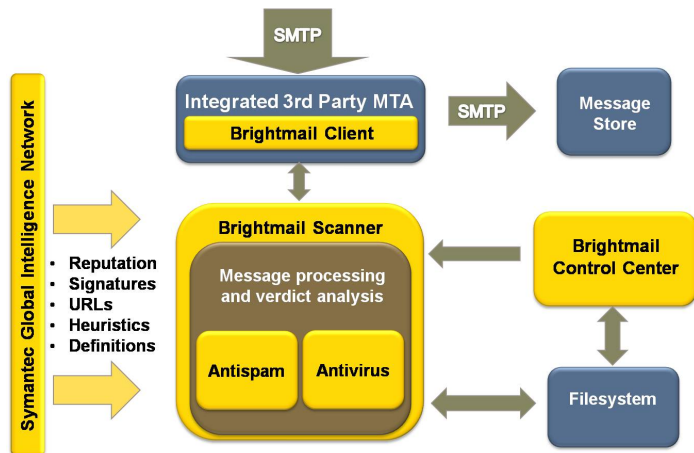 SMTP
Integrated 3rd Party MTA
Brightmail Client
SMTP
Message
Store
Symantec Global Intelligence Network
• Reputation
• Signatures
• URLs
• Heuristics
• Definitions
Brightmail Scanner
Message processing
and verdict analysis
Antispam
Antivirus
Brightmail
Control Center
Filesystem